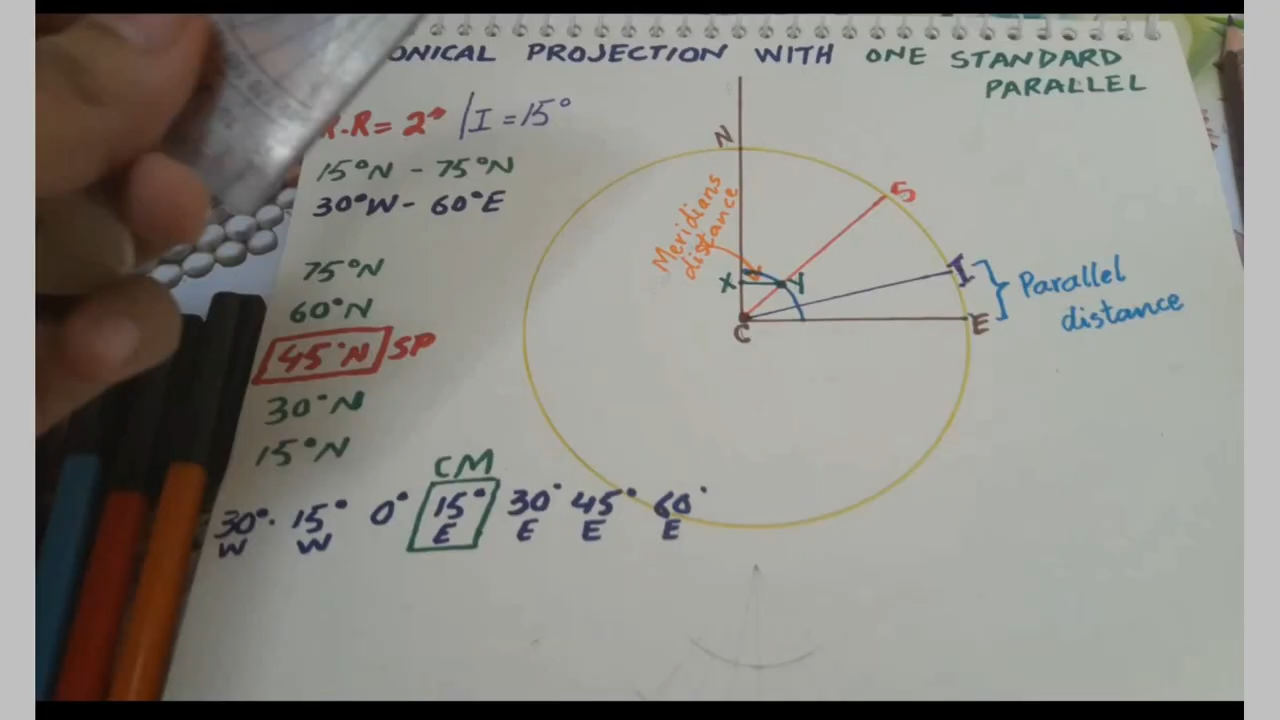 ONICAL PROJECTION WITH ONE STANDARD
PARALLEL
R.R= 2" / I = 15°
15°N - 75°N
30°W - 60°E
75°N
60°N
45°N SP
30°N
15°N
CM
30° 15° 0° 15° 30° 45° 60°
W W E E E E
N
S
I
E
C
X
Y
Meridians
distance
Parallel
distance